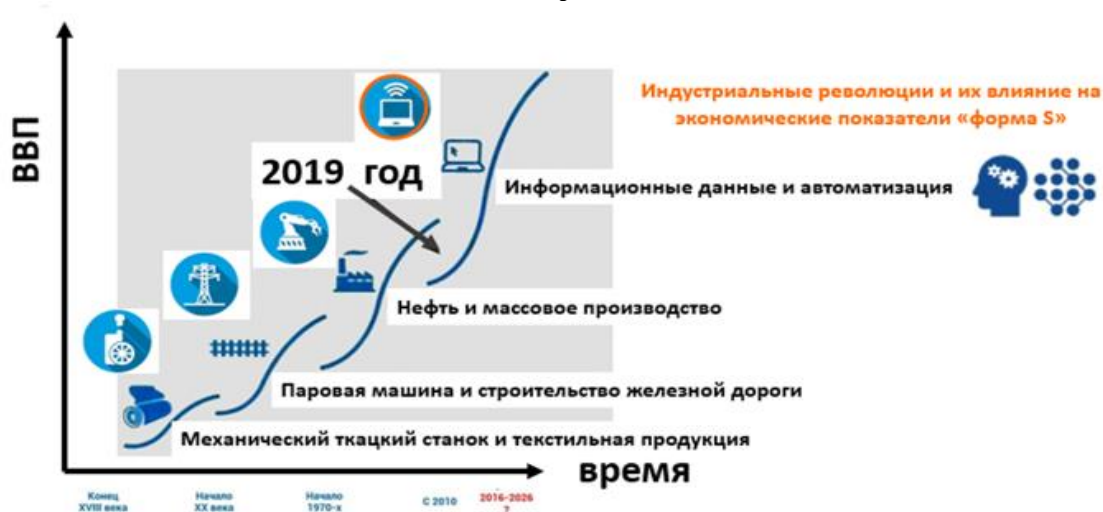 ВВП
Индустриальные революции и их влияние на
экономические показатели «форма S»
2019 год
Информационные данные и автоматизация
Нефть и массовое производство
Паровая машина и строительство железной дороги
Механический ткацкий станок и текстильная продукция
время
Конец
XVIII века
Начало
XX века
Начало
1970-х
С 2010
2016-2026
?